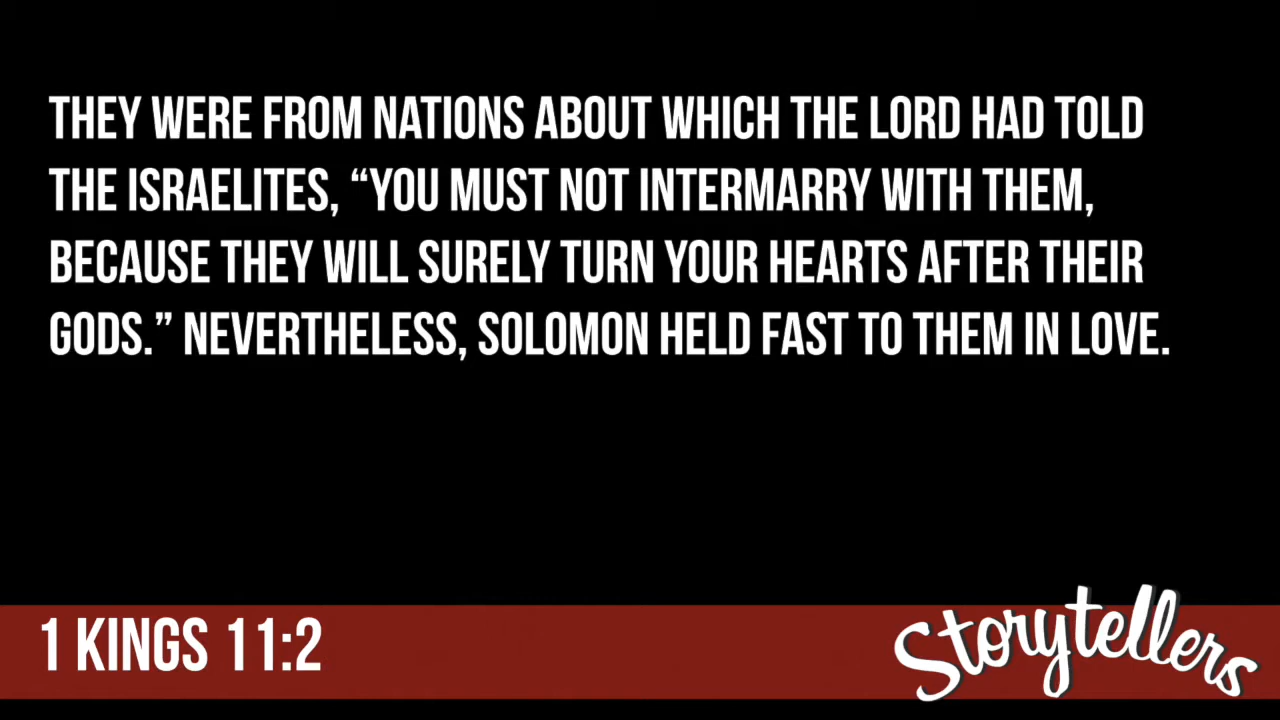 THEY WERE FROM NATIONS ABOUT WHICH THE LORD HAD TOLD
THE ISRAELITES, “YOU MUST NOT INTERMARRY WITH THEM,
BECAUSE THEY WILL SURELY TURN YOUR HEARTS AFTER THEIR
GODS.” NEVERTHELESS, SOLOMON HELD FAST TO THEM IN LOVE.
1 KINGS 11:2
Storytellers